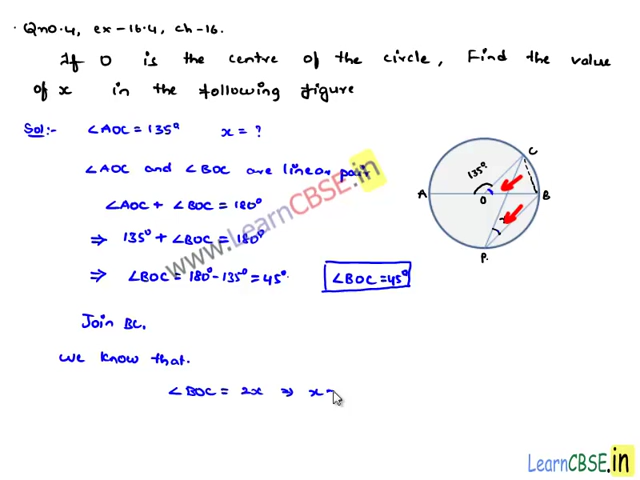 Qn0.4, ex-16.4, ch-16.
If O is the centre of the circle, Find the value
of x in the following figure
Sol:- ∠AOC = 135° x = ?
∠AOC and ∠BOC are linear pair
∠AOC + ∠BOC = 180°
⇒ 135° + ∠BOC = 180°
⇒ ∠BOC = 180° - 135° = 45°. ∠BOC = 45°
Join BC.
We know that.
∠BOC = 2x ⇒ x =
A
135°
O
C
B
x
P.
www.LearnCBSE.in
LearnCBSE.in